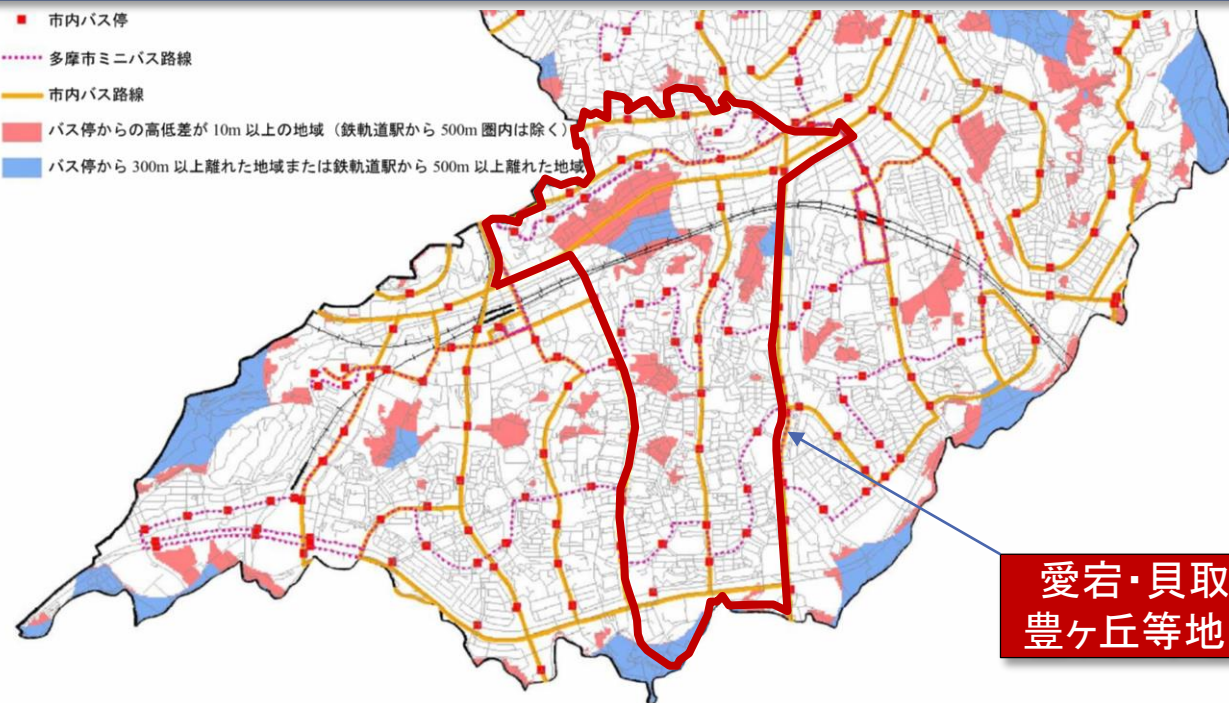 市内バス停
多摩市ミニバス路線
市内バス路線
バス停からの高低差が 10m 以上の地域（鉄軌道駅から 500m 圏内は除く）
バス停から 300m 以上離れた地域または鉄軌道駅から 500m 以上離れた地域
愛宕・貝取
豊ヶ丘等地